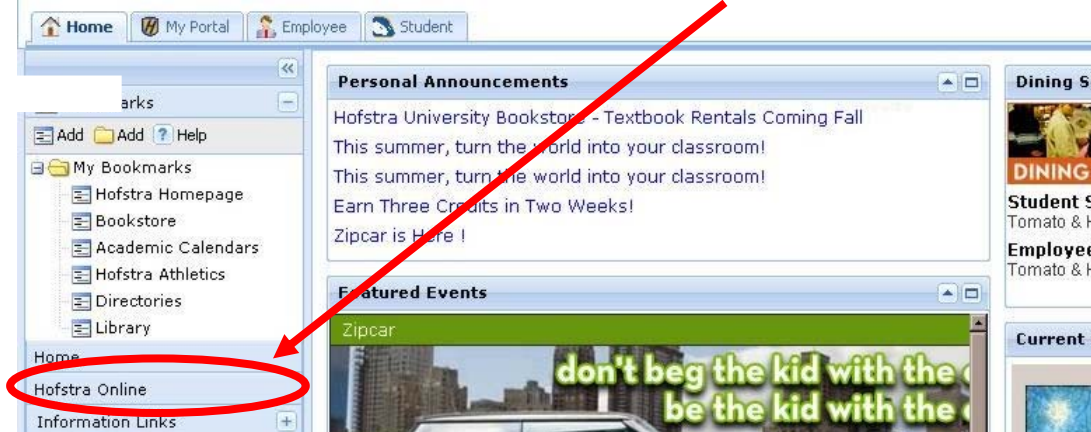 Home My Portal Employee Student
arks
Add Add ? Help
My Bookmarks
Hofstra Homepage
Bookstore
Academic Calendars
Hofstra Athletics
Directories
Library
Home
Hofstra Online
Information Links
Personal Announcements
Hofstra University Bookstore - Textbook Rentals Coming Fall
This summer, turn the world into your classroom!
This summer, turn the world into your classroom!
Earn Three Credits in Two Weeks!
Zipcar is Here !
Featured Events
Zipcar
don't beg the kid with the
be the kid with the
Dining S
DINING
Student S
Tomato &
Employee
Tomato &
Current